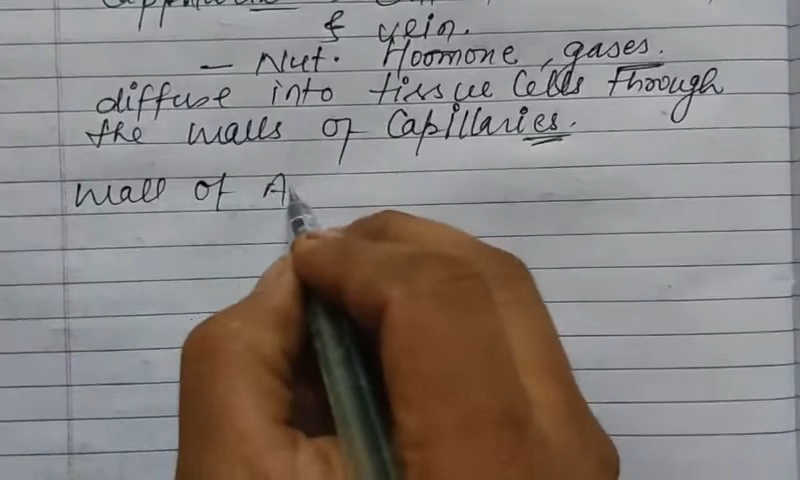 & vein.
- Nut. Hoomone, gases.
diffuse into tissue Cells Through
the walls of Capillaries.
Wall of A